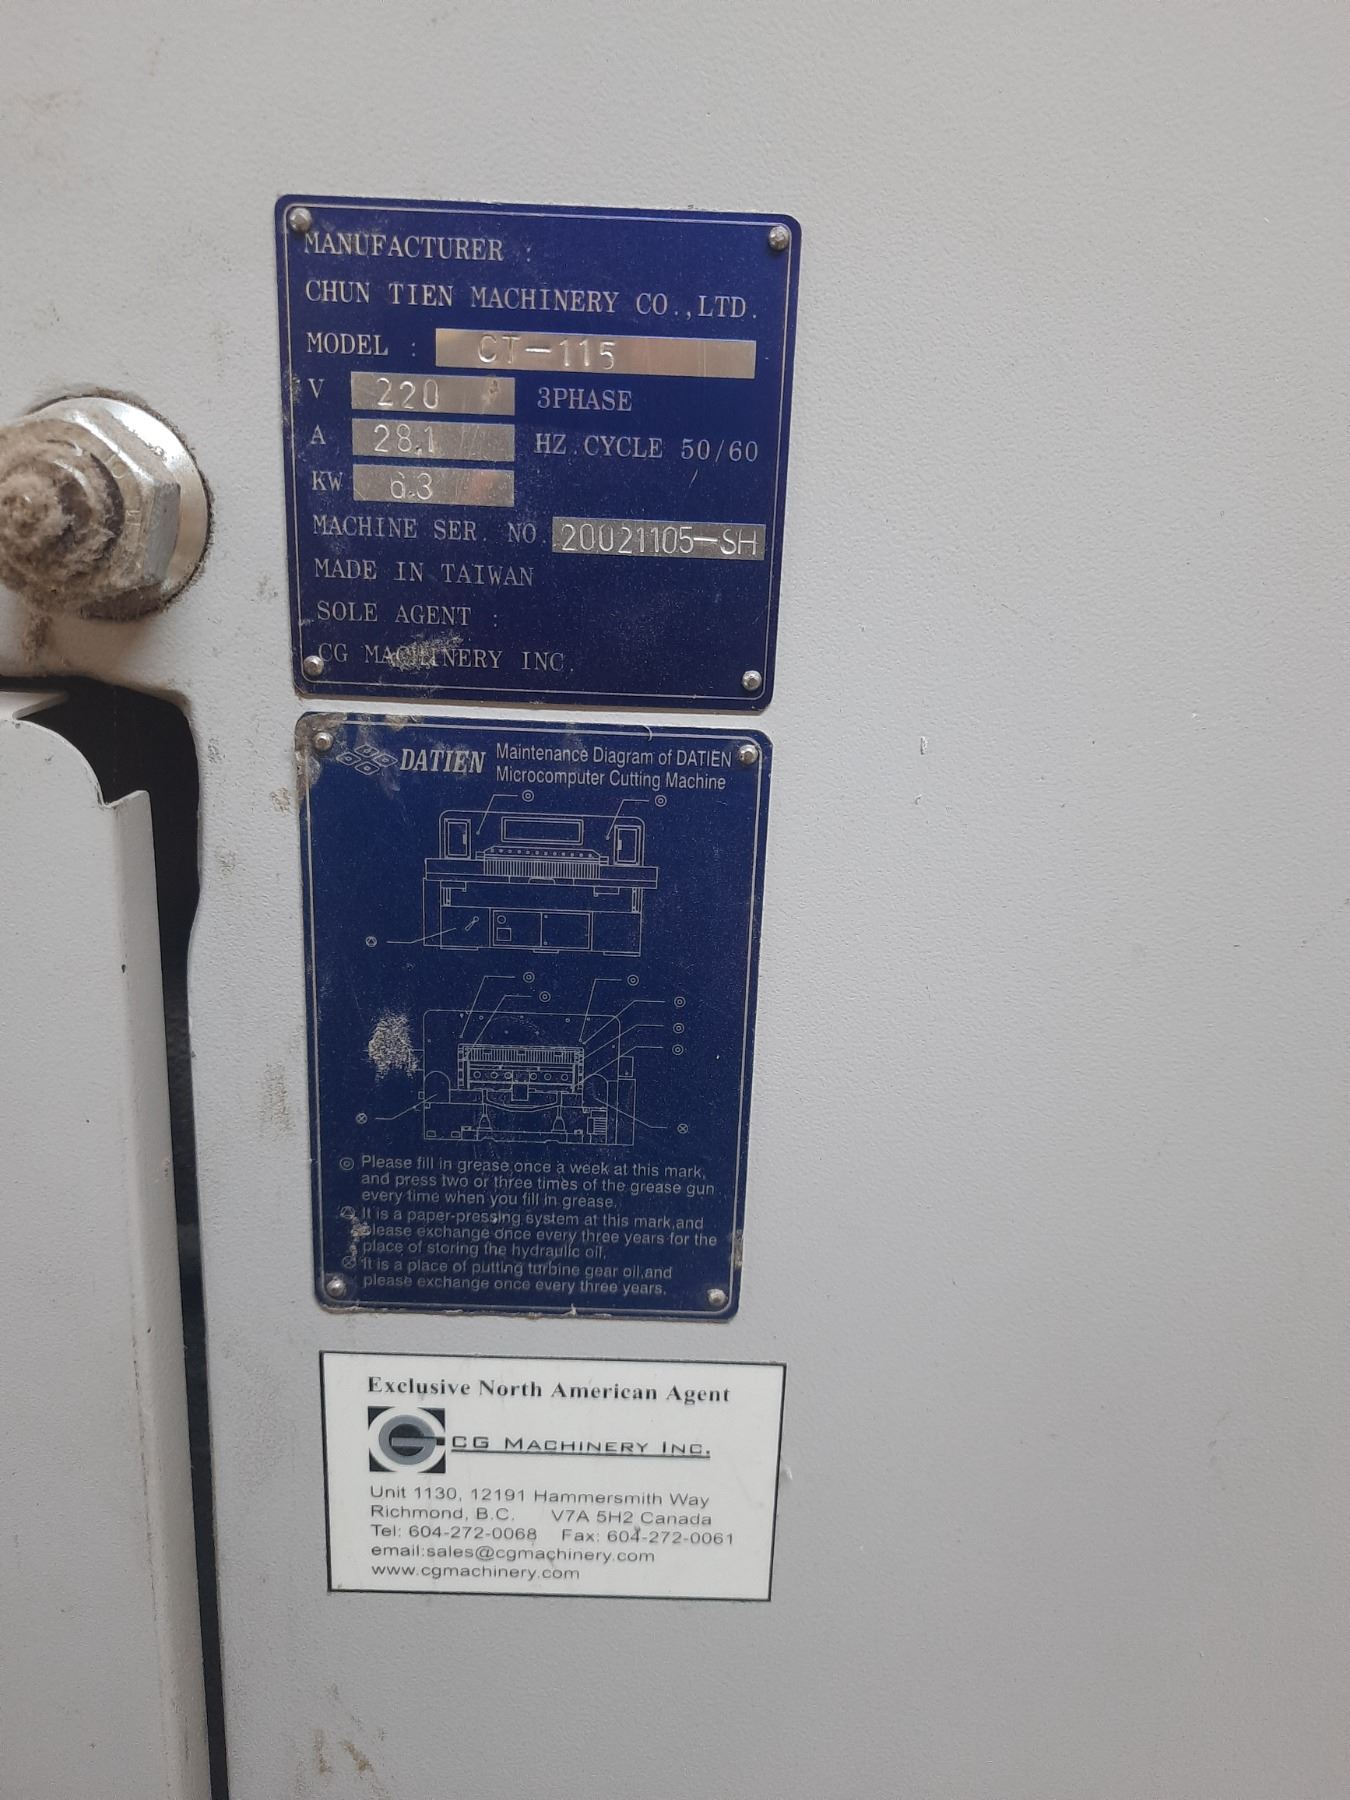 MANUFACTURER :
CHUN TIEN MACHINERY CO.,LTD.
MODEL : CT-115
V 220 3PHASE
A 28.1 HZ.CYCLE 50/60
KW 6.3
MACHINE SER. NO. 20021105-SH
MADE IN TAIWAN
SOLE AGENT :
CG MACHINERY INC.
DATIEN Maintenance Diagram of DATIEN
Microcomputer Cutting Machine
Please fill in grease once a week at this mark,
and press two or three times of the grease gun
every time when you fill in grease.
It is a paper-pressing system at this mark,and
please exchange once every three years for the
place of storing the hydraulic oil.
It is a place of putting turbine gear oil,and
please exchange once every three years.
Exclusive North American Agent
CG MACHINERY INC.
Unit 1130, 12191 Hammersmith Way
Richmond, B.C. V7A 5H2 Canada
Tel: 604-272-0068 Fax: 604-272-0061
email:sales@cgmachinery.com
www.cgmachinery.com